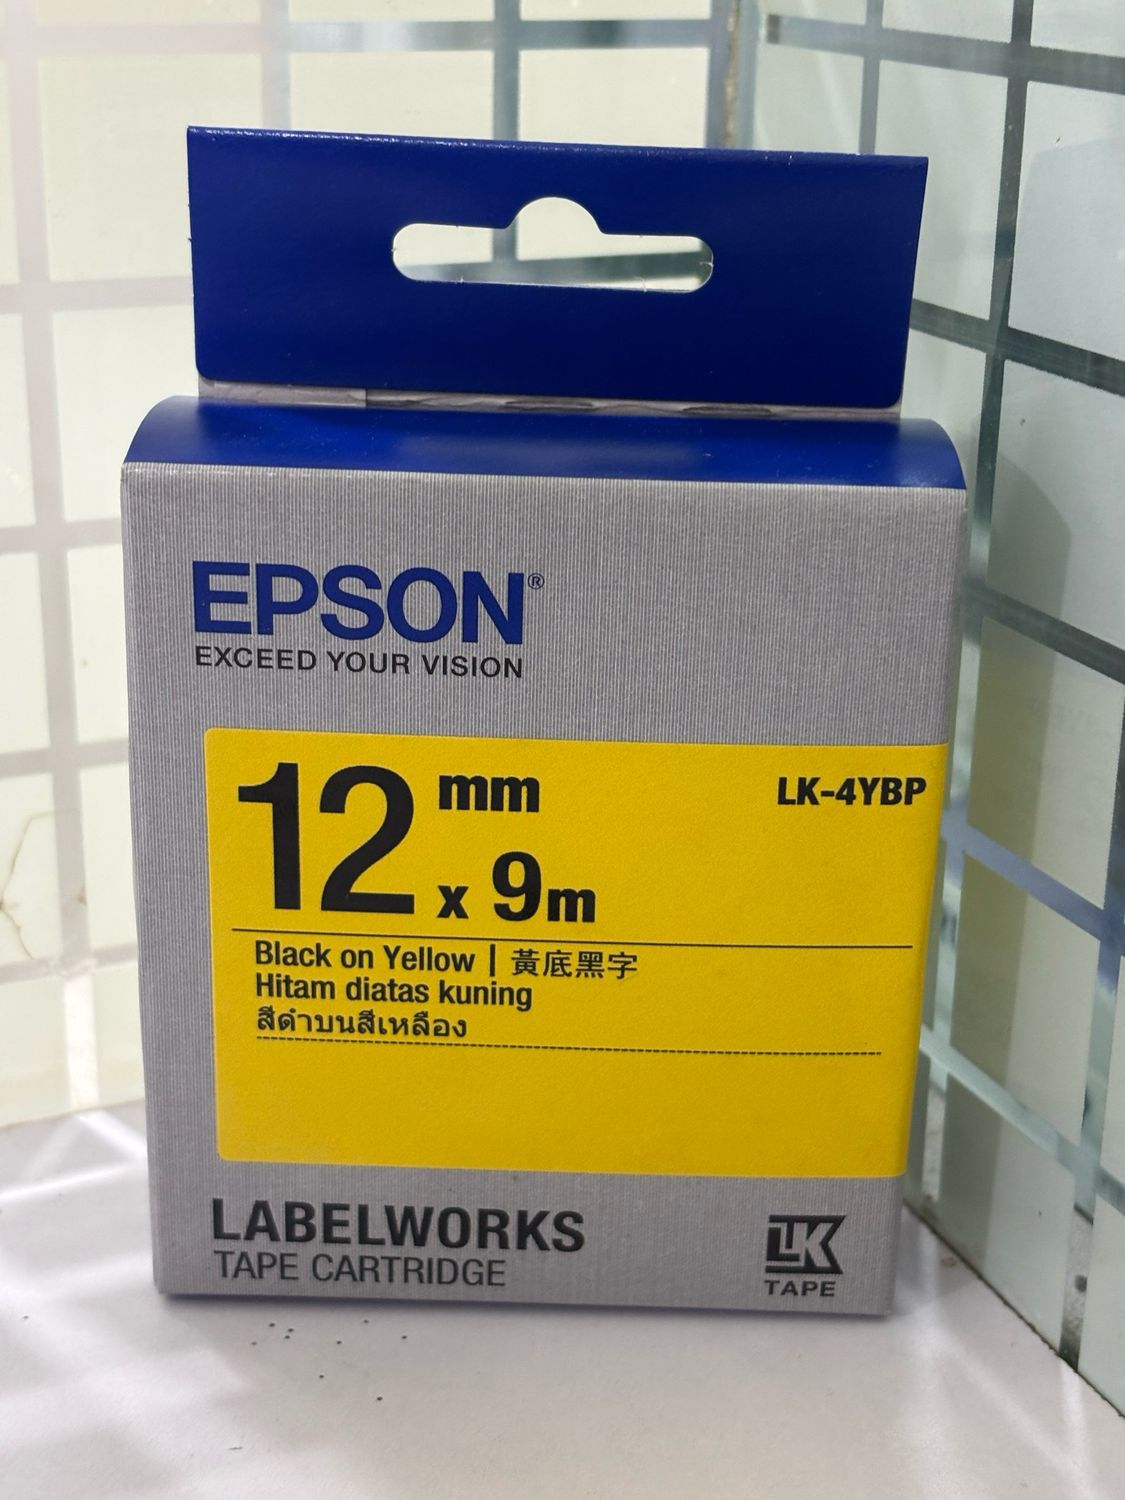 EPSON®
EXCEED YOUR VISION
12 mm x 9m
LK-4YBP
Black on Yellow | 黃底黑字
Hitam diatas kuning
สีดำบนสีเหลือง
LABELWORKS
TAPE CARTRIDGE
LK
TAPE